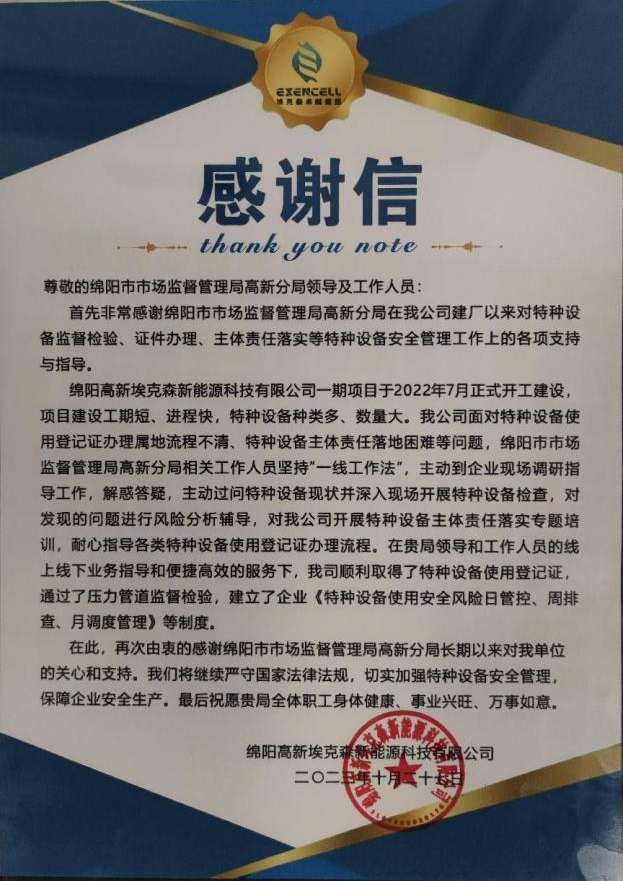 EXENCELL
感谢信
thank you note
尊敬的绵阳市市场监督管理局高新分局领导及工作人员：
首先非常感谢绵阳市市场监督管理局高新分局在我公司建厂以来对特种设
备监督检验、证件办理、主体责任落实等特种设备安全管理工作上的各项支持
与指导。
绵阳高新埃克森新能源科技有限公司一期项目于2022年7月正式开工建设，
项目建设工期短、进程快，特种设备种类多、数量大。我公司面对特种设备使
用登记证办理属地流程不清、特种设备主体责任落地困难等问题，绵阳市市场
监督管理局高新分局相关工作人员坚持“一线工作法”，主动到企业现场调研指
导工作，解惑答疑，主动过问特种设备现状并深入现场开展特种设备检查，对
发现的问题进行风险分析辅导，对我公司开展特种设备主体责任落实专题培
训，耐心指导各类特种设备使用登记证办理流程。在贵局领导和工作人员的线
上线下业务指导和便捷高效的服务下，我司顺利取得了特种设备使用登记证，
通过了压力管道监督检验，建立了企业《特种设备使用安全风险日管控、周排
查、月调度管理》等制度。
在此，再次由衷的感谢绵阳市市场监督管理局高新分局长期以来对我单位
的关心和支持。我们将继续严守国家法律法规，切实加强特种设备安全管理，
保障企业安全生产。最后祝愿贵局全体职工身体健康、事业兴旺、万事如意。
绵阳高新埃克森新能源科技有限公司
二〇二三年十月二十七日
绵阳高新埃克森新能源科技有限公司